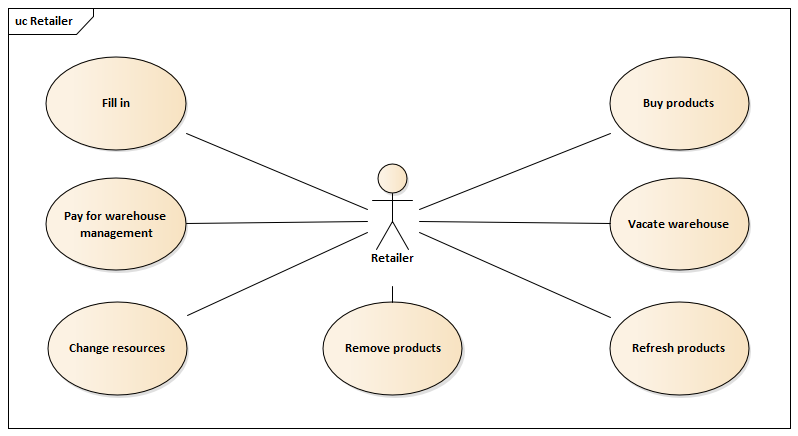 uc Retailer
Fill in
Buy products
Pay for warehouse
management
Vacate warehouse
Retailer
Change resources
Remove products
Refresh products